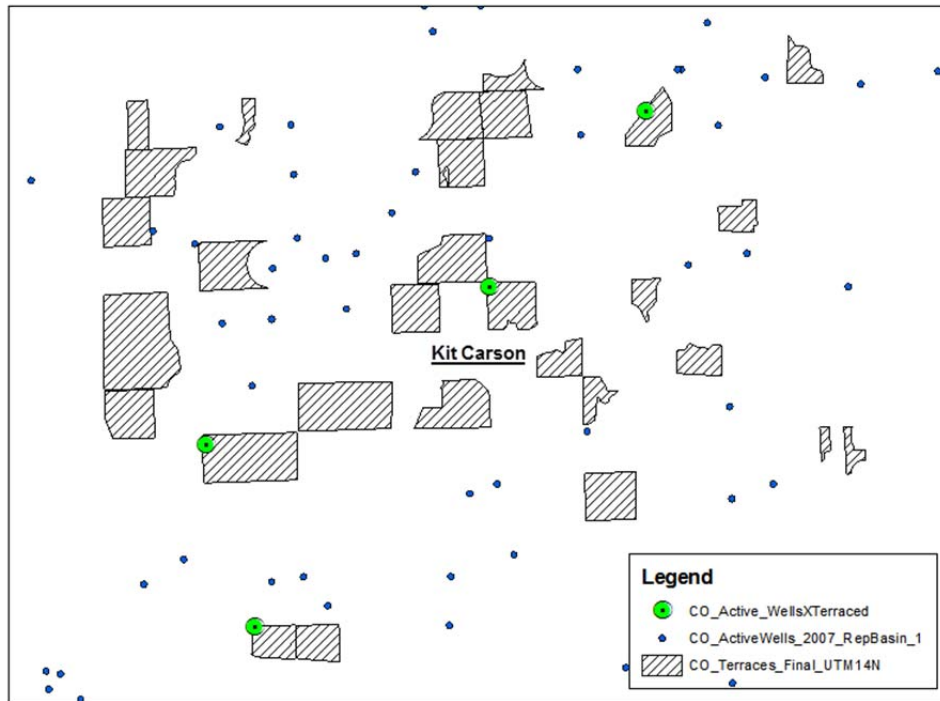 Kit Carson
Legend
CO_Active_WellsXTerraced
CO_ActiveWells_2007_RepBasin_1
CO_Terraces_Final_UTM14N